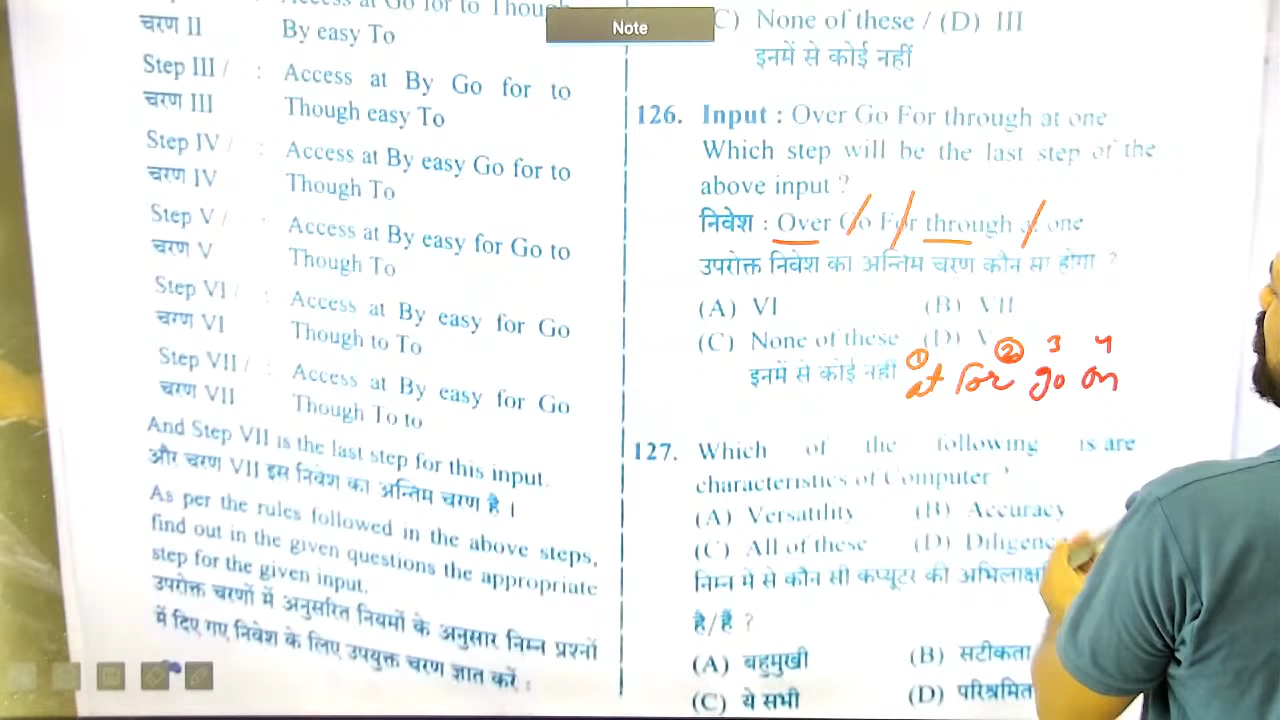 Access at Go for to Though
चरण II By easy To
Step III / : Access at By Go for to
चरण III Though easy To
Step IV / : Access at By easy Go for to
चरण IV Though To
Step V / : Access at By easy for Go to
चरण V Though To
Step VI / : Access at By easy for Go
चरण VI Though to To
Step VII / : Access at By easy for Go
चरण VII Though To to
And Step VII is the last step for this input.
और चरण VII इस निवेश का अन्तिम चरण है ।
As per the rules followed in the above steps,
find out in the given questions the appropriate
step for the given input.
उपरोक्त चरणों में अनुसरित नियमों के अनुसार निम्न प्रश्नों
में दिए गए निवेश के लिए उपयुक्त चरण ज्ञात करें :
Note
C) None of these / (D) III
इनमें से कोई नहीं
126. Input : Over Go For through at one
Which step will be the last step of the
above input ?
निवेश : Over Go For through at one
उपरोक्त निवेश का अन्तिम चरण कौन सा होगा ?
(A) VI (B) VII
(C) None of these (D) V
इनमें से कोई नहीं
① ② 3 4
at for go on
127. Which of the following is are
characteristics of Computer ?
(A) Versatility (B) Accuracy
(C) All of these (D) Diligence
निम्न में से कौन सी कम्प्यूटर की
है/हैं ?
(A) बहुमुखी (B) सटीकता
(C) ये सभी (D) परिश्रमित